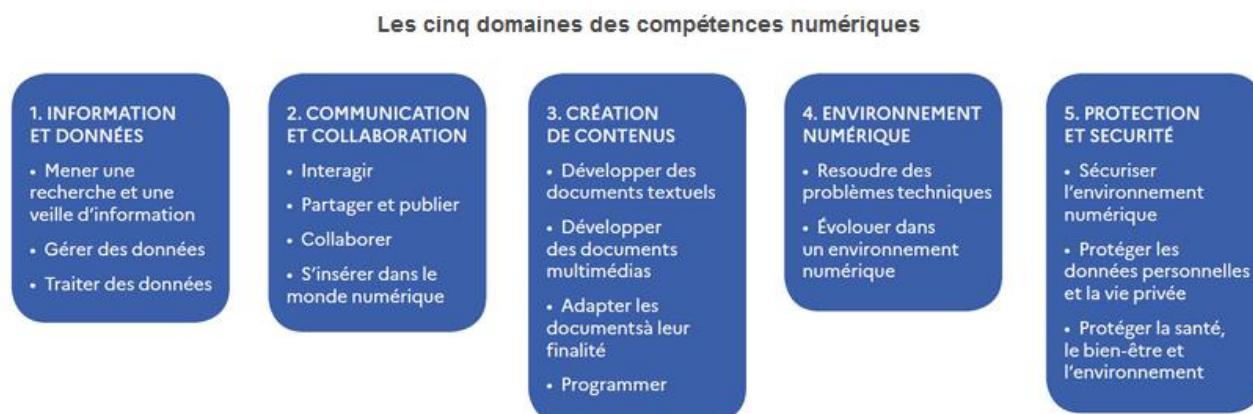 Les cinq domaines des compétences numériques
1. INFORMATION
ET DONNÉES
• Mener une
recherche et une
veille d'information
• Gérer des données
• Traiter des données
2. COMMUNICATION
ET COLLABORATION
• Interagir
• Partager et publier
• Collaborer
• S'insérer dans le
monde numérique
3. CRÉATION
DE CONTENUS
• Développer des
documents textuels
• Développer
des documents
multimédias
• Adapter les
documentsà leur
finalité
• Programmer
4. ENVIRONNEMENT
NUMÉRIQUE
• Resoudre des
problèmes techniques
• Évolouer dans
un environnement
numérique
5. PROTECTION
ET SECURITÉ
• Sécuriser
l'environnement
numérique
• Protéger les
données personnelles
et la vie privée
• Protéger la santé,
le bien-être et
l'environnement